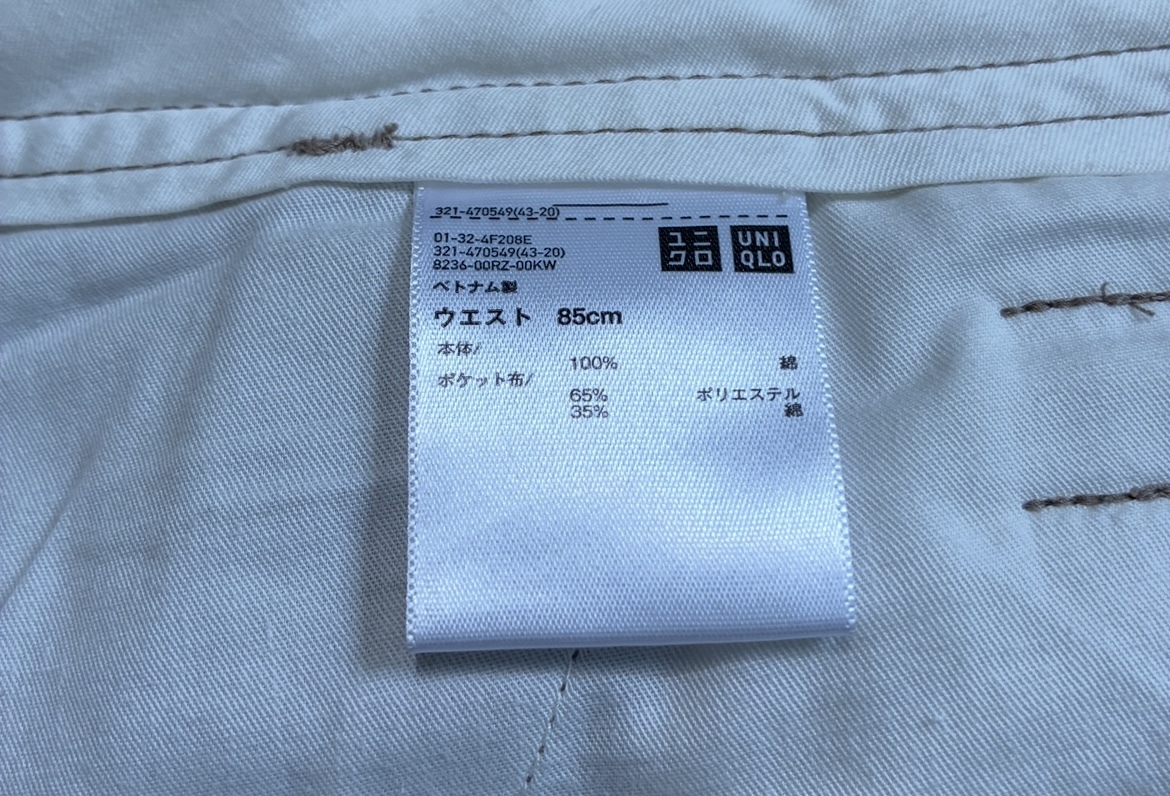 321-470549(43-20)
01-32-4F208E
321-470549(43-20)
8236-00RZ-00KW
ユニ
クロ
UNI
QLO
ベトナム製
ウエスト 85cm
本体/
100% 綿
ポケット布/
65% ポリエステル
35% 綿